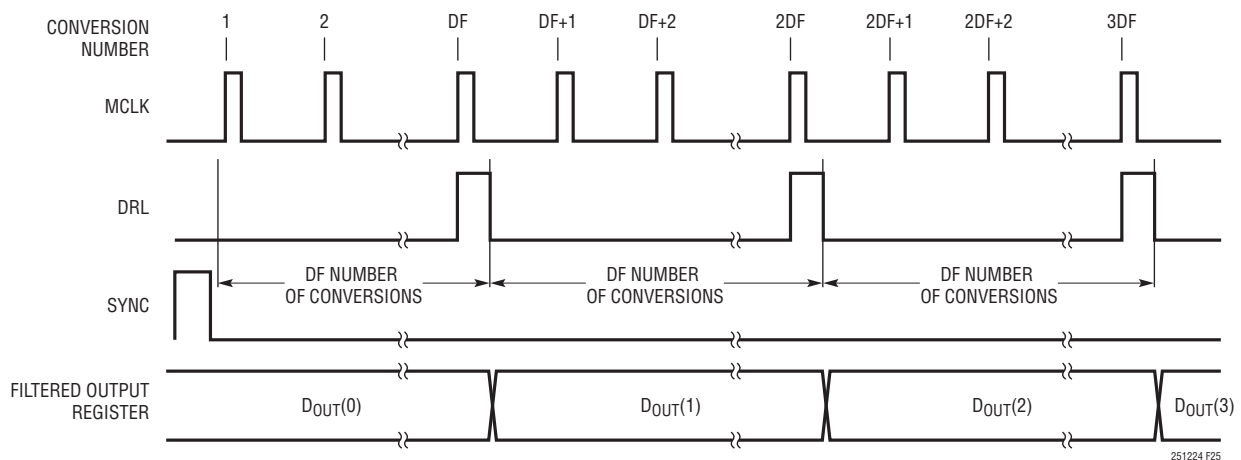 CONVERSION
NUMBER
1 2 DF DF+1 DF+2 2DF 2DF+1 2DF+2 3DF
MCLK
DRL
DF NUMBER
OF CONVERSIONS
DF NUMBER
OF CONVERSIONS
DF NUMBER
OF CONVERSIONS
SYNC
FILTERED OUTPUT
REGISTER
DOUT(0) DOUT(1) DOUT(2) DOUT(3)
251224 F25